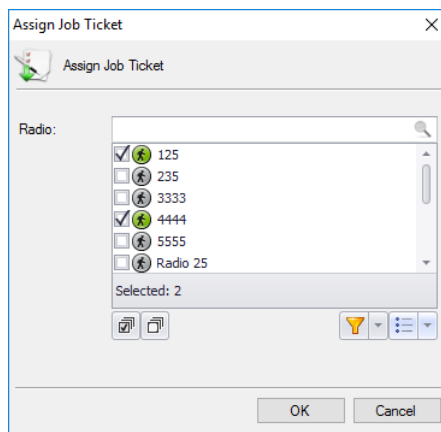 Assign Job Ticket
Assign Job Ticket
Radio:
125
235
3333
4444
5555
Radio 25
Selected: 2
OK Cancel